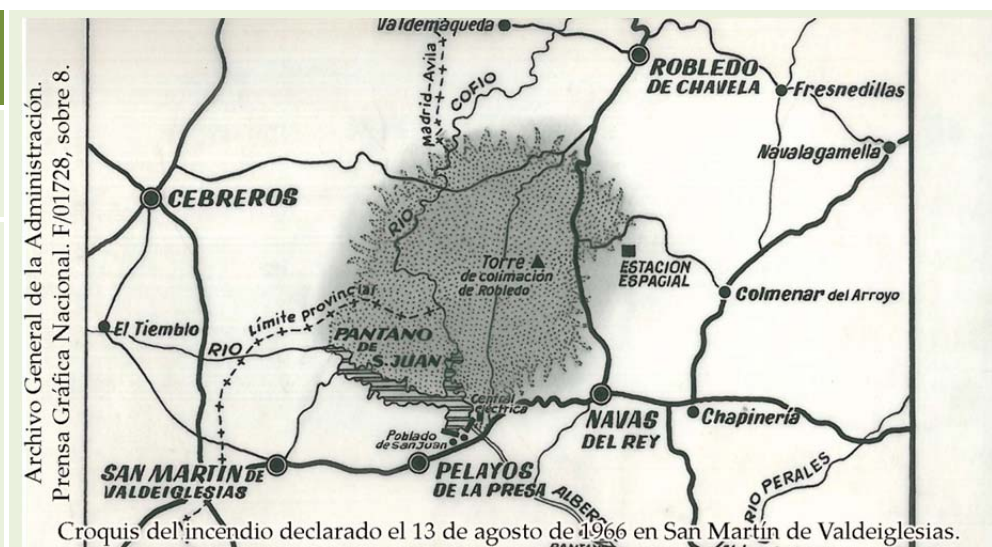 Archivo General de la Administración.
Prensa Gráfica Nacional. F/01728, sobre 8.
Valdemaqueda
Madrid-Avila
COFIO
RIO
ROBLEDO
DE CHAVELA
Fresnedillas
Navalagamella
CEBREROS
Torre
de colimación
de Robledo
ESTACION
ESPAGIAL
Colmenar del Arroyo
El Tiemblo
Límite provincial
RIO
PANTANO
DE
S. JUAN
Central
eléctrica
Poblado
de San Juan
NAVAS
DEL REY
Chapinería
SAN MARTIN DE
VALDEIGLESIAS
PELAYOS
DE LA PRESA
RIO PERALES
Croquis del incendio declarado el 13 de agosto de 1966 en San Martín de Valdeiglesias.